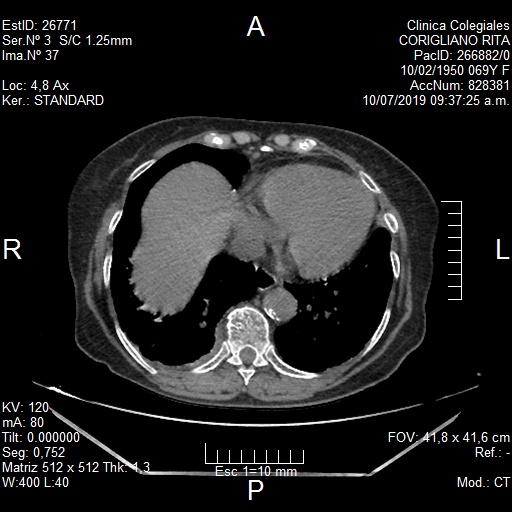 EstID: 26771
Ser.Nº 3 S/C 1.25mm
Ima.Nº 37
Loc: 4,8 Ax
Ker.: STANDARD
A
Clinica Colegiales
CORIGLIANO RITA
PacID: 266882/0
10/02/1950 069Y F
AccNum: 828381
10/07/2019 09:37:25 a.m.
R
L
KV: 120
mA: 80
Tilt: 0.000000
Seg: 0,752
Matriz 512 x 512 Thk: 1,3
W:400 L:40
Esc 1=10 mm
P
FOV: 41,8 x 41,6 cm
Ref.: -
Mod.: CT